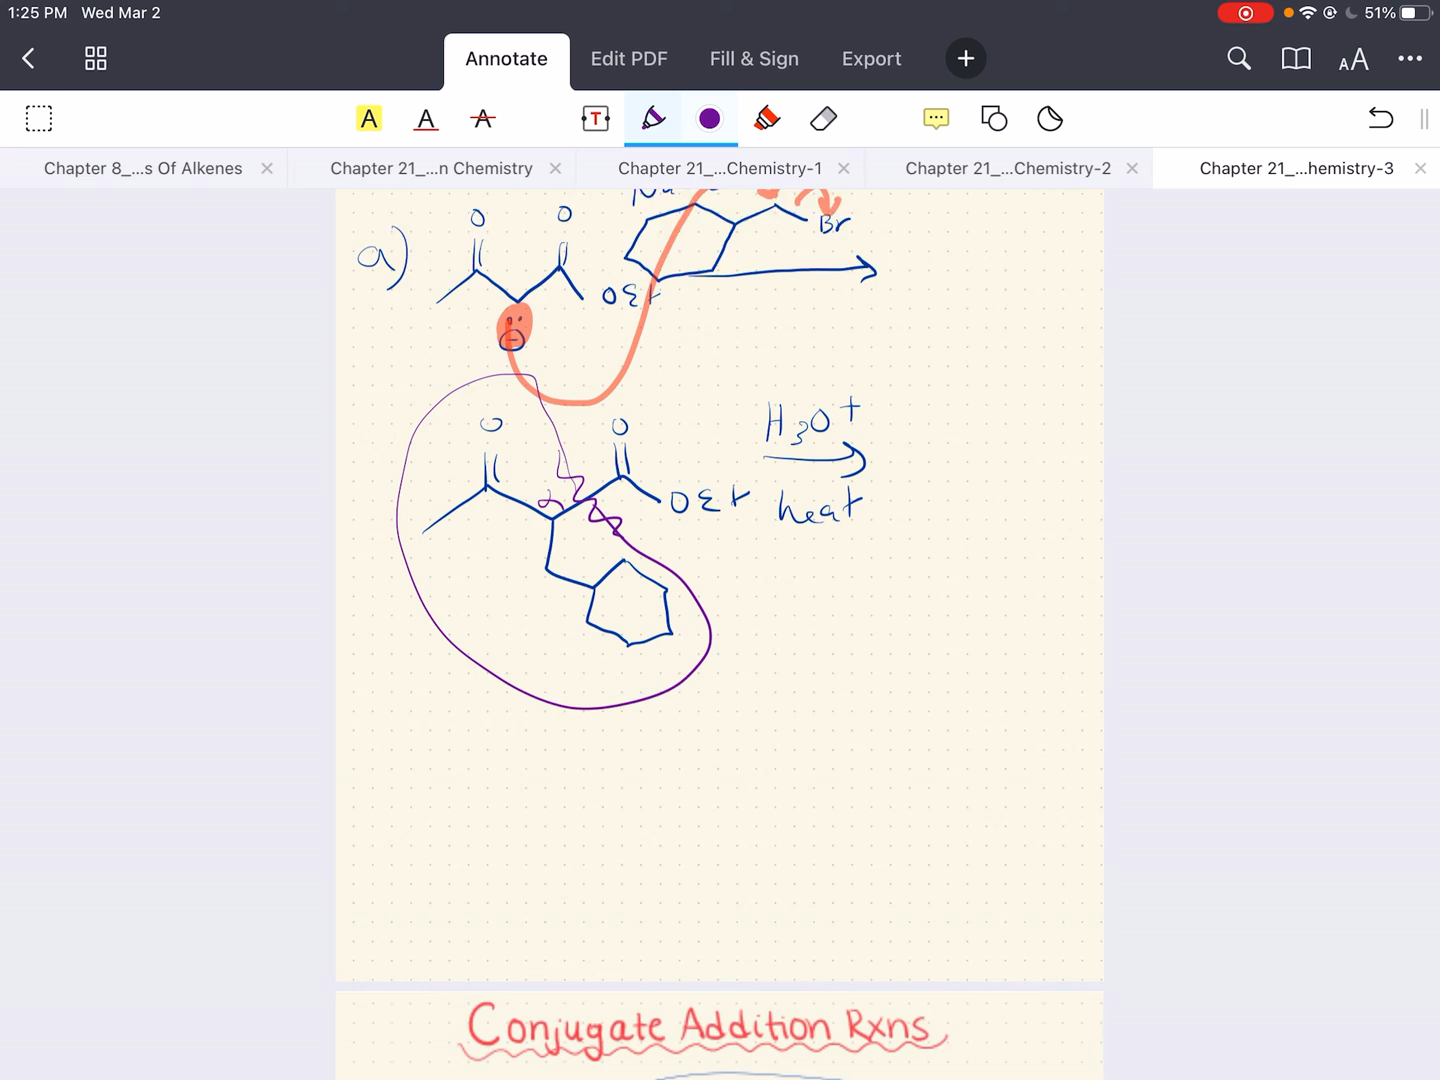 1:25 PM Wed Mar 2
51%
Annotate
Edit PDF
Fill & Sign
Export
AA
A
A
A
T
Chapter 8_...s Of Alkenes
Chapter 21_...n Chemistry
Chapter 21_...Chemistry-1
Chapter 21_...Chemistry-2
Chapter 21_...hemistry-3
a)
O
O
Br
OEt
O
O
H3O+
α
OEt
heat
Conjugate Addition Rxns